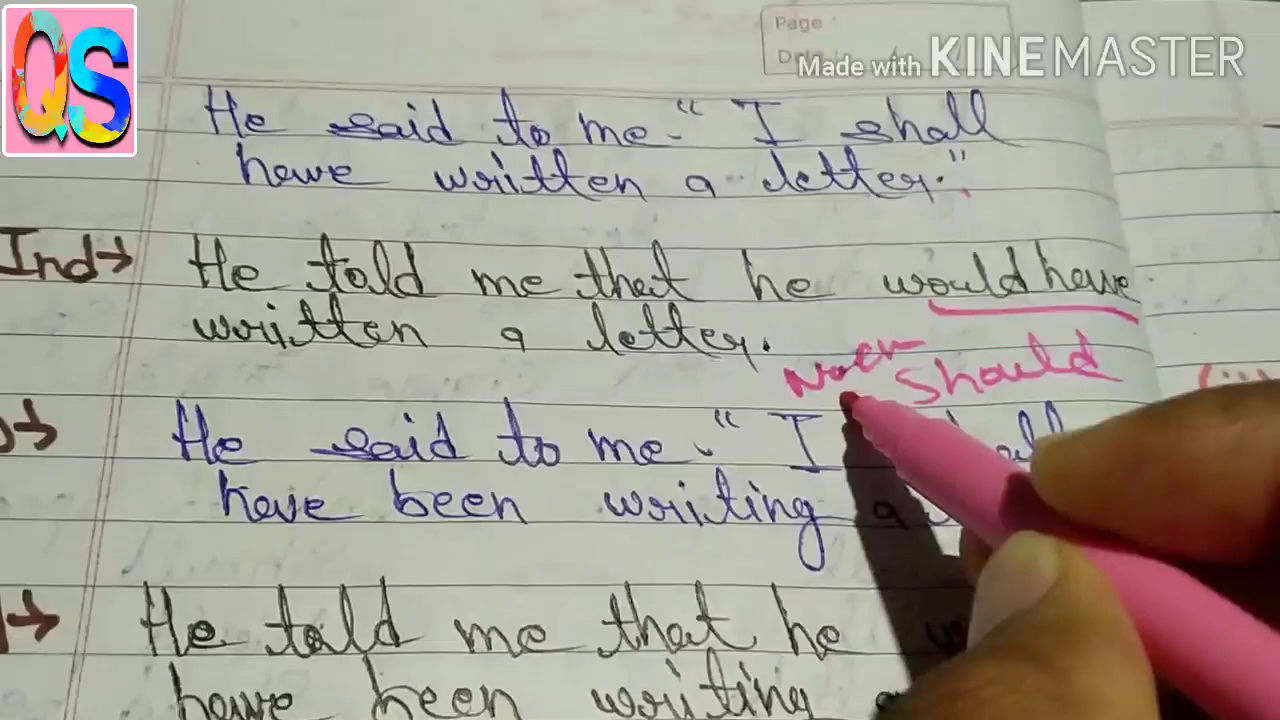 QS
Page :
Made with KINEMASTER
He said to me. "I shall
have written a letter."
Ind→ He told me that he would have
written a letter.
Should
He said to me. "I
have been writing a
He told me that he
have been writing